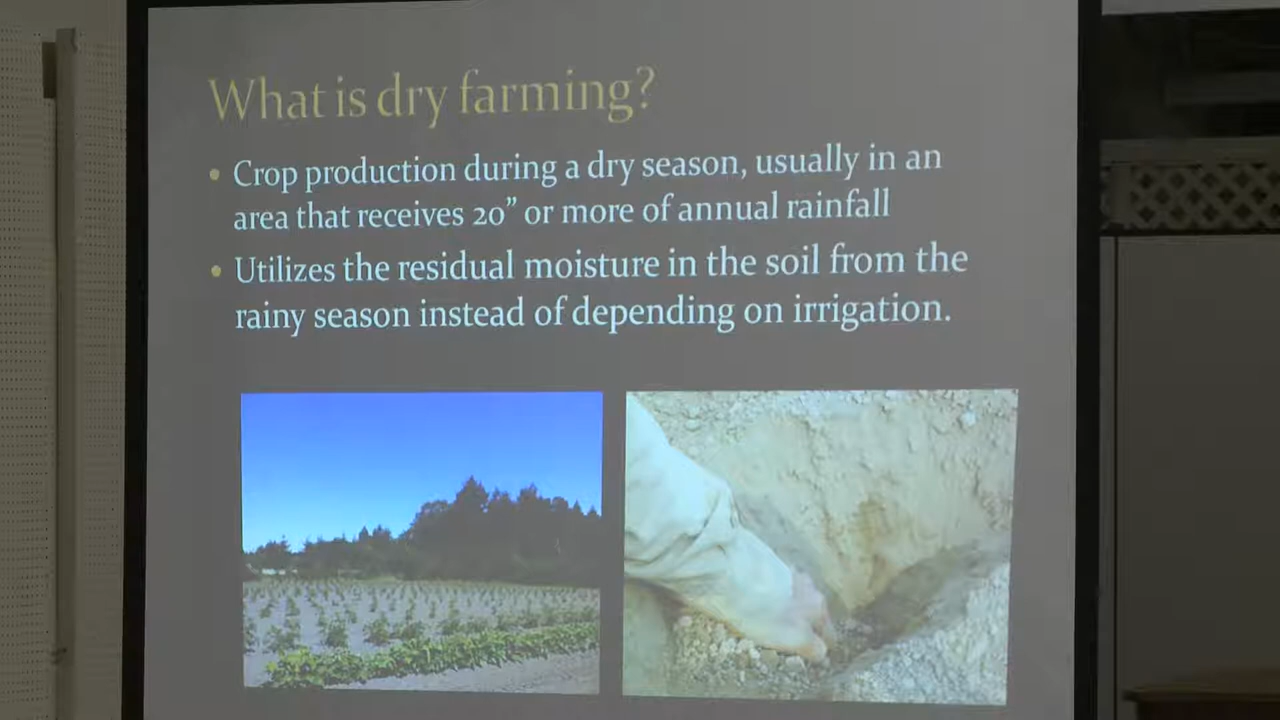 What is dry farming?
• Crop production during a dry season, usually in an
area that receives 20” or more of annual rainfall
• Utilizes the residual moisture in the soil from the
rainy season instead of depending on irrigation.